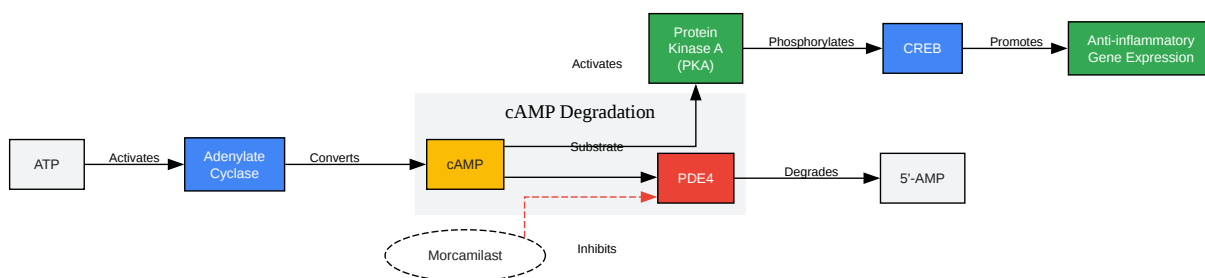 Protein
Kinase A
(PKA)
Phosphorylates
CREB
Promotes
Anti-inflammatory
Gene Expression
Activates
cAMP Degradation
ATP
Activates
Adenylate
Cyclase
Converts
cAMP
Substrate
PDE4
Degrades
5'-AMP
Morcamilast
Inhibits